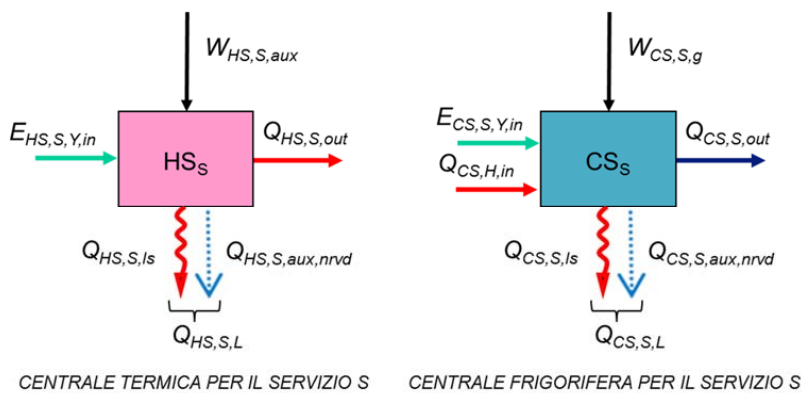 W_HS,S,aux
E_HS,S,Y,in
HS_S
Q_HS,S,out
Q_HS,S,ls
Q_HS,S,aux,nrvd
Q_HS,S,L
CENTRALE TERMICA PER IL SERVIZIO S
W_CS,S,g
E_CS,S,Y,in
Q_CS,H,in
CS_S
Q_CS,S,out
Q_CS,S,ls
Q_CS,S,aux,nrvd
Q_CS,S,L
CENTRALE FRIGORIFERA PER IL SERVIZIO S